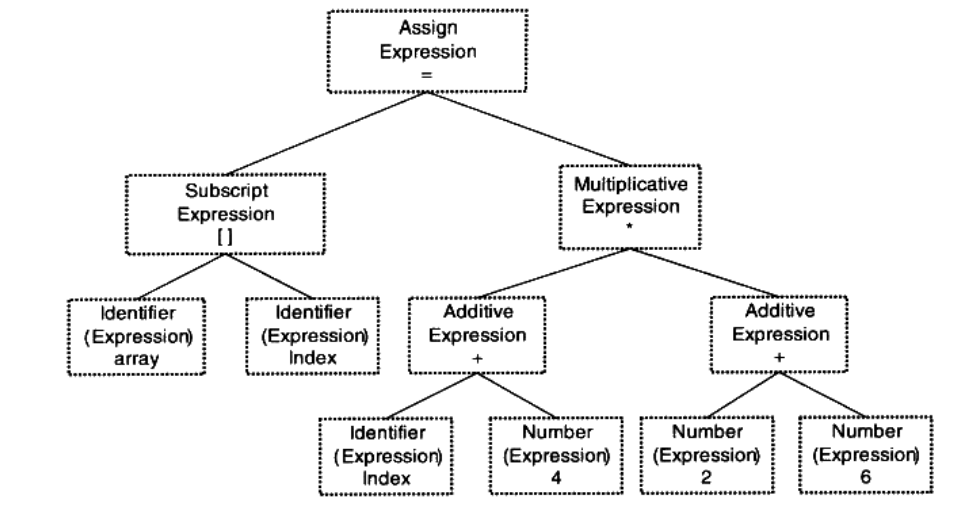 Assign
Expression
=
Subscript
Expression
[ ]
Multiplicative
Expression
*
Identifier
(Expression)
array
Identifier
(Expression)
Index
Additive
Expression
+
Additive
Expression
+
Identifier
(Expression)
Index
Number
(Expression)
4
Number
(Expression)
2
Number
(Expression)
6